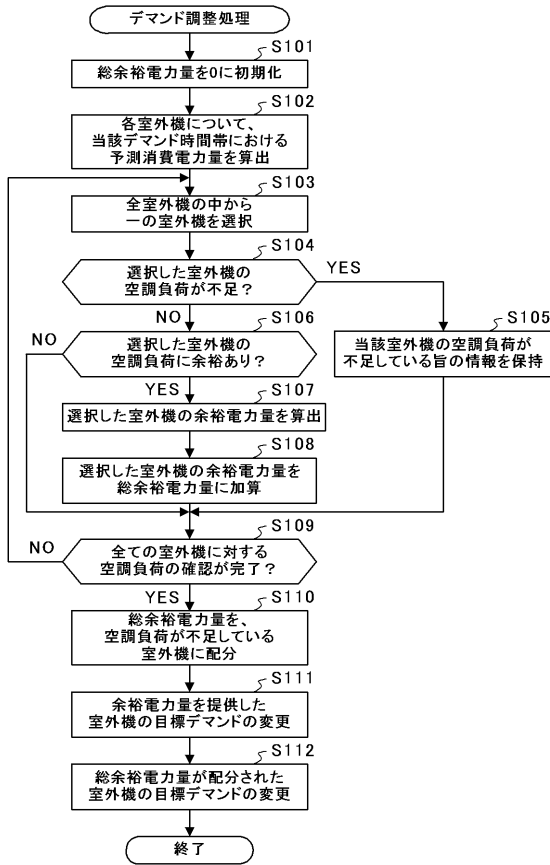 デマンド調整処理
S101
総余裕電力量を0に初期化
S102
各室外機について、
当該デマンド時間帯における
予測消費電力量を算出
S103
全室外機の中から
一の室外機を選択
S104
選択した室外機の
空調負荷が不足？
YES
NO
S105
当該室外機の空調負荷が
不足している旨の情報を保持
S106
選択した室外機の
空調負荷に余裕あり？
NO
YES
S107
選択した室外機の余裕電力量を算出
S108
選択した室外機の余裕電力量を
総余裕電力量に加算
S109
全ての室外機に対する
空調負荷の確認が完了？
NO
YES
S110
総余裕電力量を、
空調負荷が不足している
室外機に配分
S111
余裕電力量を提供した
室外機の目標デマンドの変更
S112
総余裕電力量が配分された
室外機の目標デマンドの変更
終了